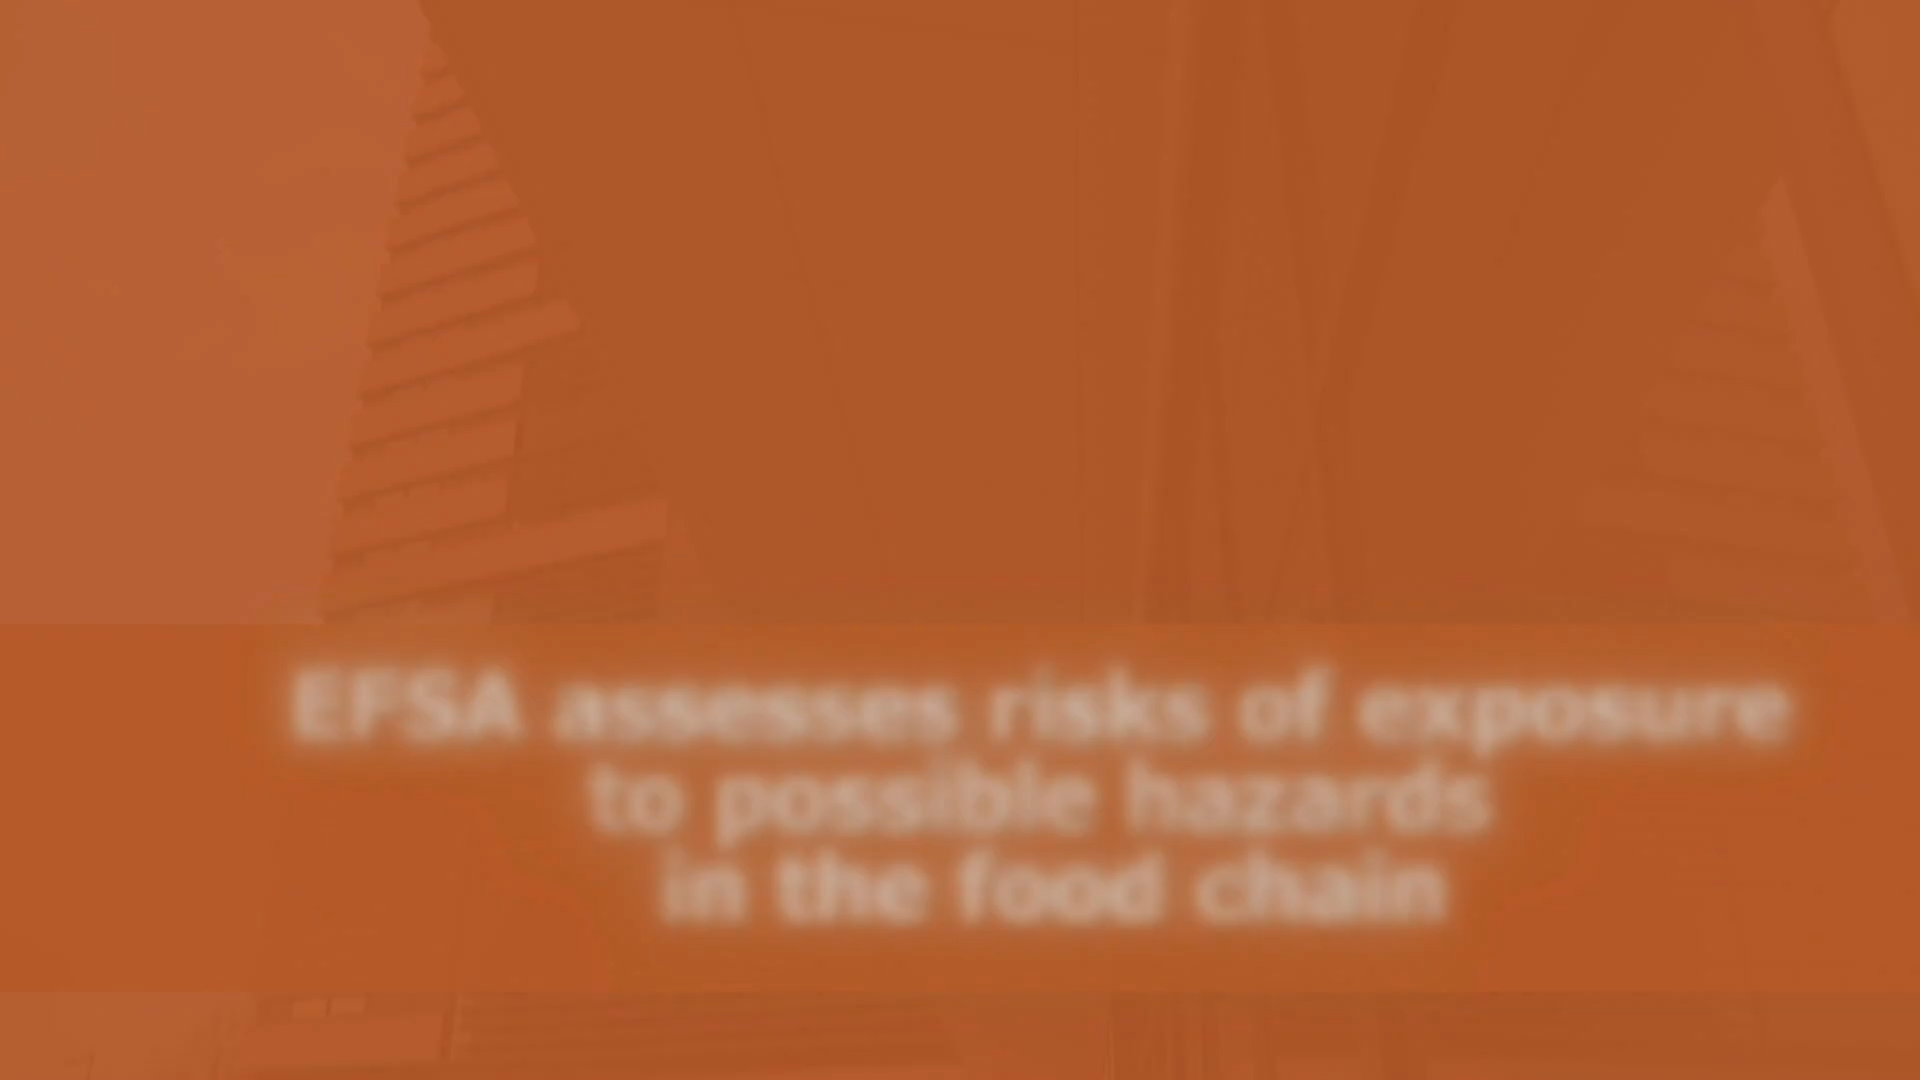 EFSA assesses risks of exposure
to possible hazards
in the food chain